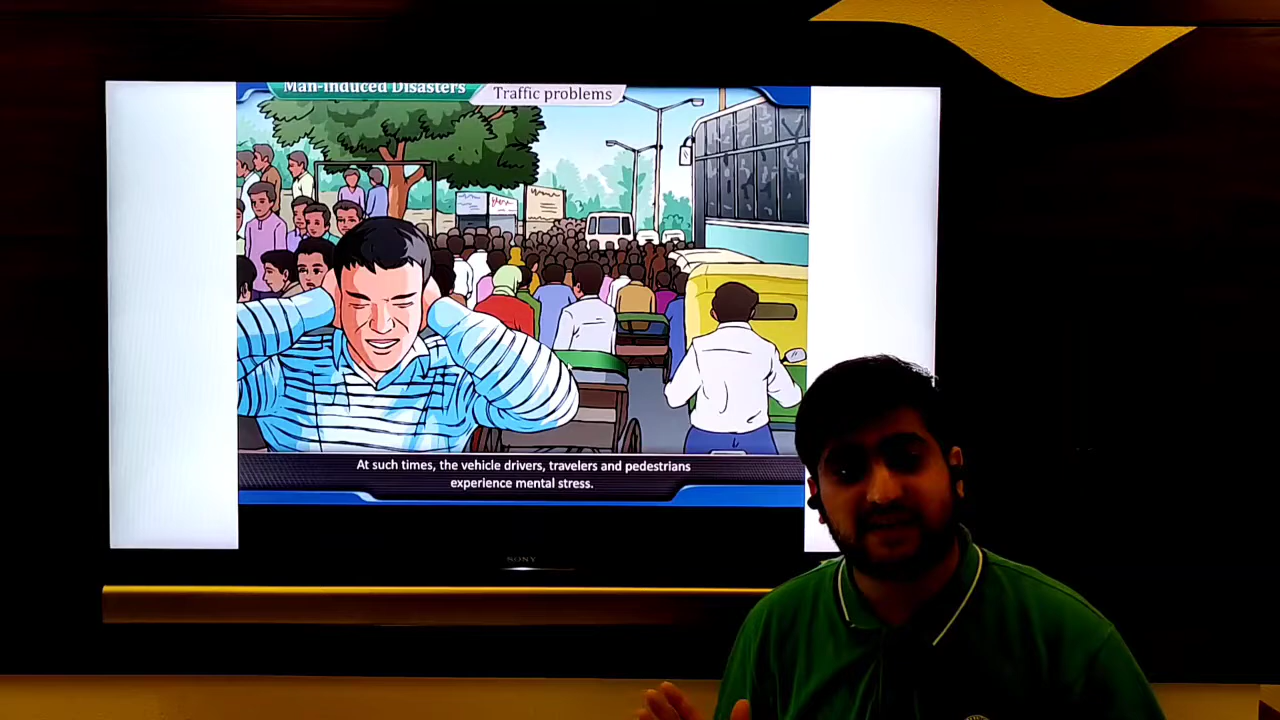 Man-induced Disasters
Traffic problems
At such times, the vehicle drivers, travelers and pedestrians
experience mental stress.
SONY